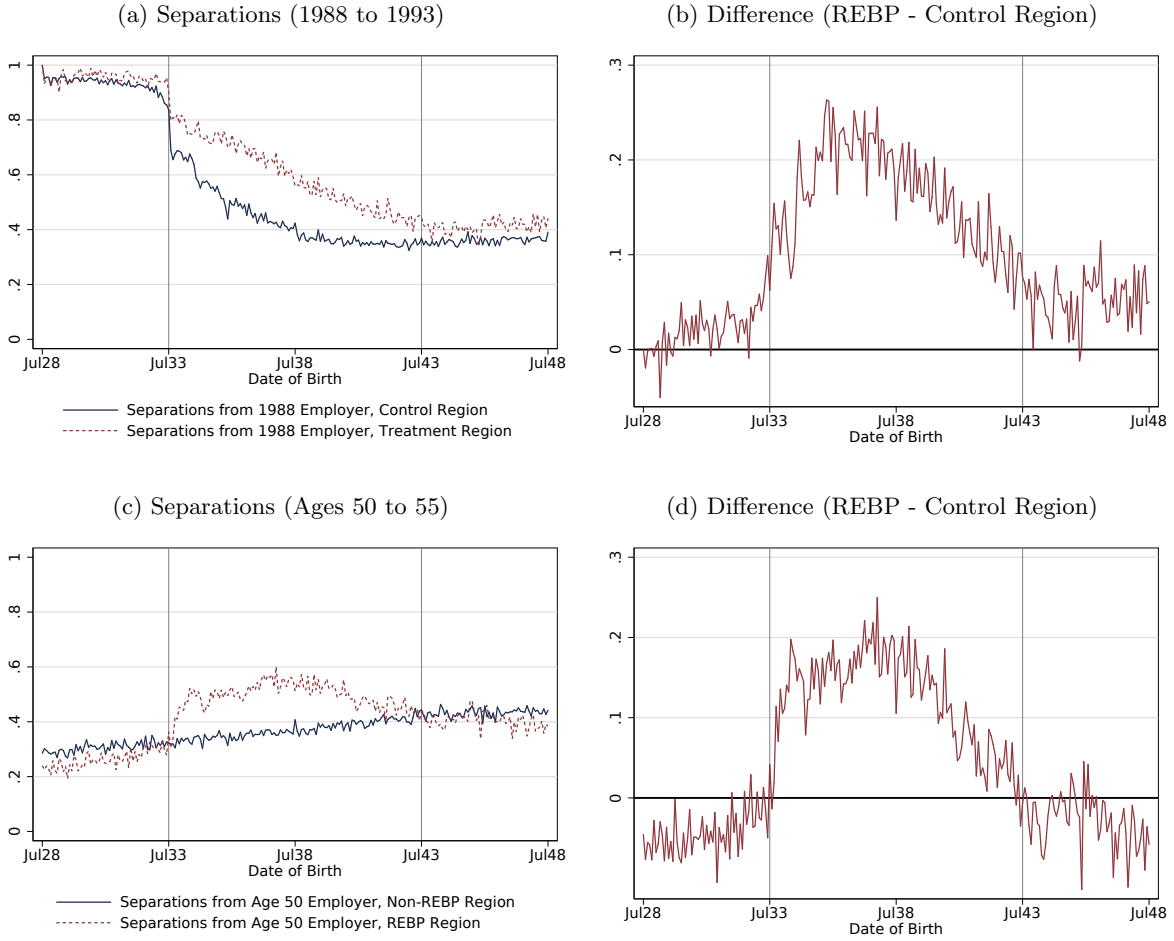 (a) Separations (1988 to 1993)
1
.8
.6
.4
.2
0
Jul28 Jul33 Jul38 Jul43 Jul48
Date of Birth
Separations from 1988 Employer, Control Region
Separations from 1988 Employer, Treatment Region
(b) Difference (REBP - Control Region)
.3
.2
.1
0
Jul28 Jul33 Jul38 Jul43 Jul48
Date of Birth
(c) Separations (Ages 50 to 55)
1
.8
.6
.4
.2
0
Jul28 Jul33 Jul38 Jul43 Jul48
Date of Birth
Separations from Age 50 Employer, Non-REBP Region
Separations from Age 50 Employer, REBP Region
(d) Difference (REBP - Control Region)
.3
.2
.1
0
Jul28 Jul33 Jul38 Jul43 Jul48
Date of Birth